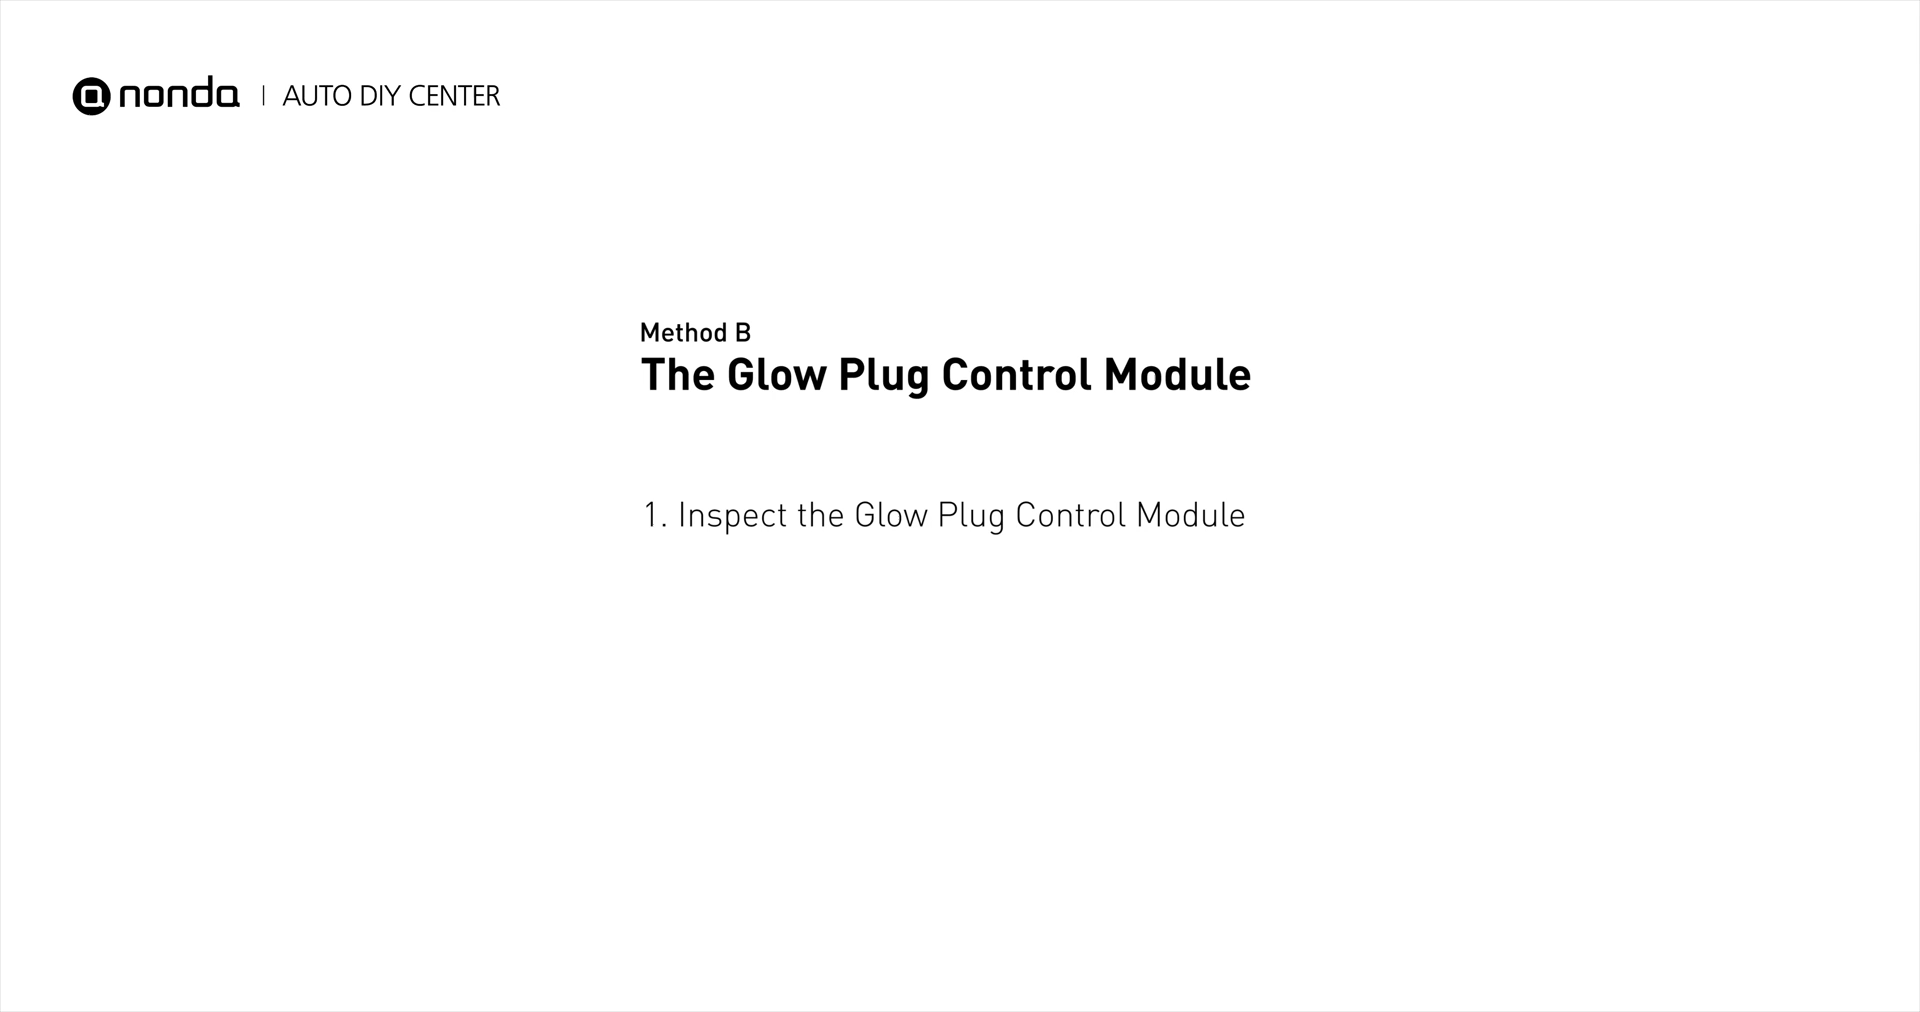 nonda | AUTO DIY CENTER
Method B
The Glow Plug Control Module
1. Inspect the Glow Plug Control Module